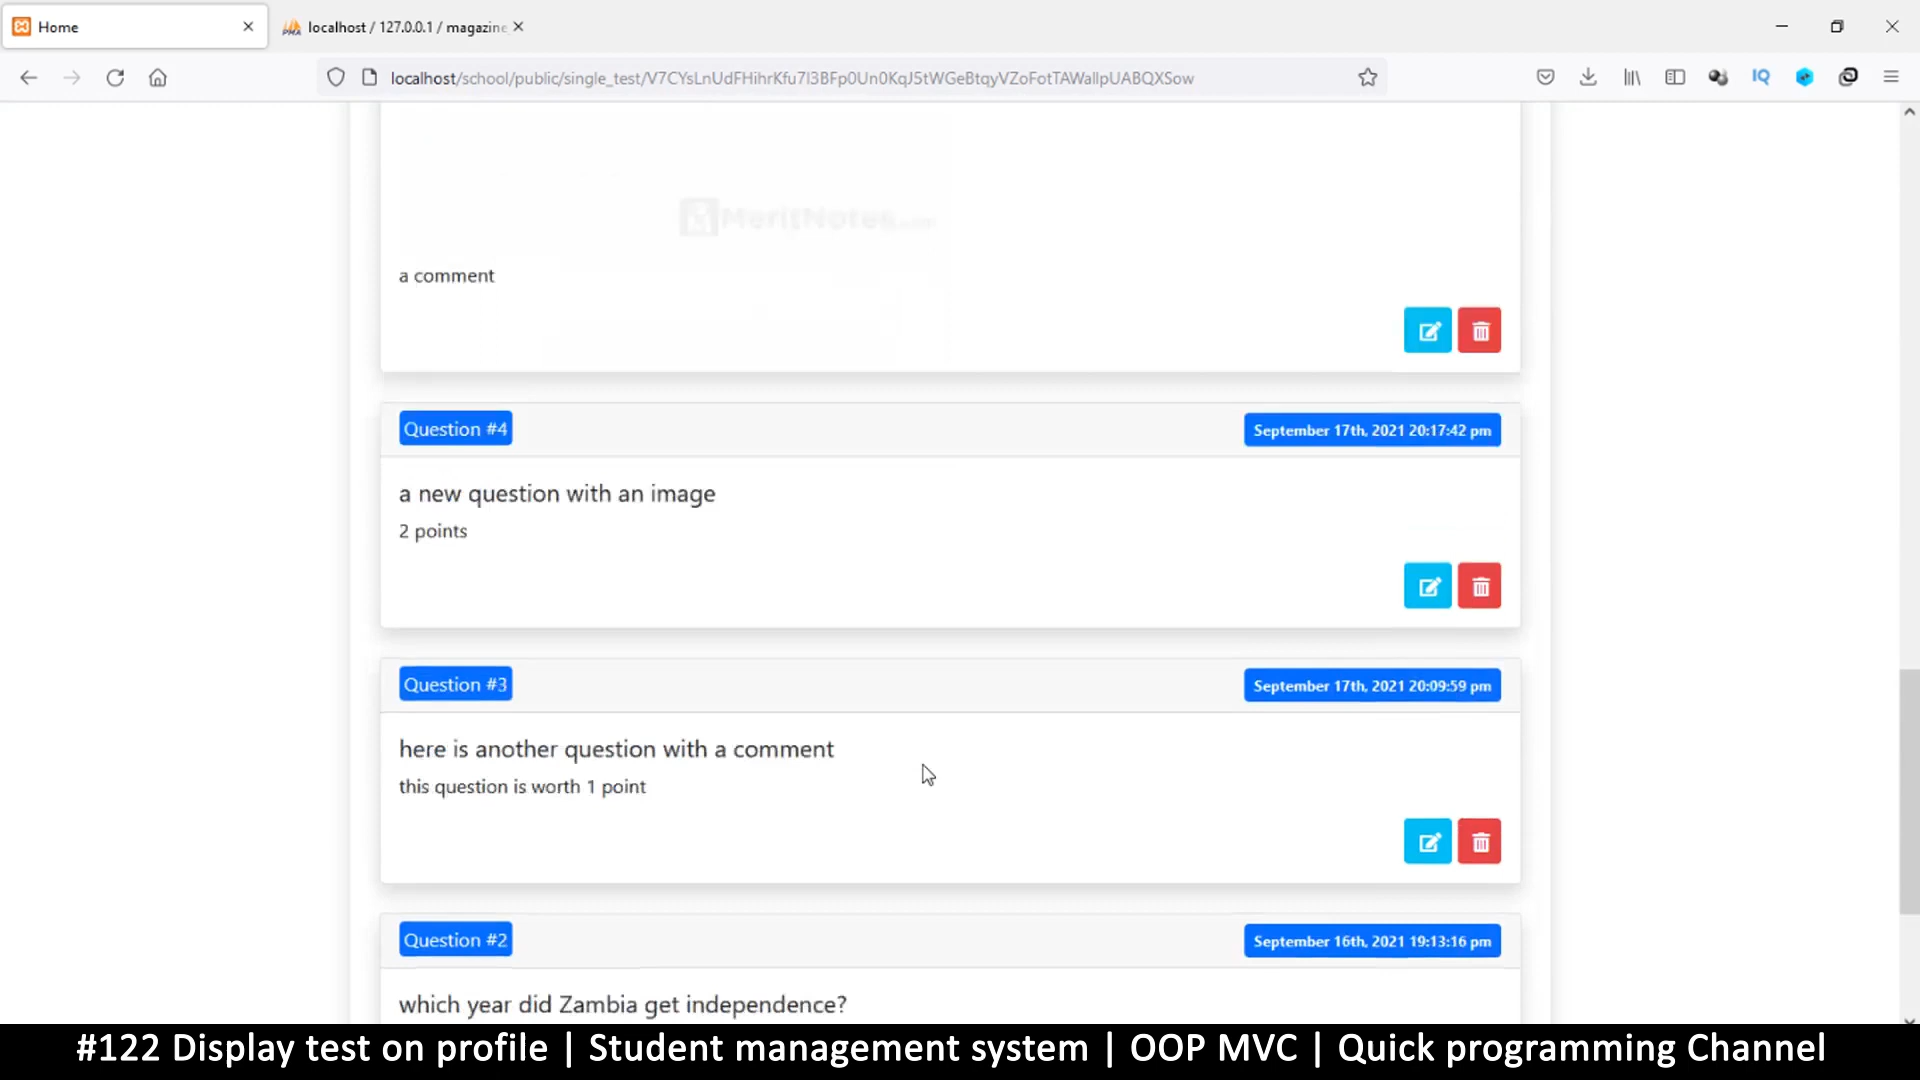 Home
localhost / 127.0.0.1 / magazine
localhost/school/public/single_test/V7CYsLnUdFHihrKfu7I3BFp0Un0KqJ5tWGeBtqyVZoFotTAWallpUABQXSow
IQ
MeritNotes.com
a comment
Question #4
September 17th, 2021 20:17:42 pm
a new question with an image
2 points
Question #3
September 17th, 2021 20:09:59 pm
here is another question with a comment
this question is worth 1 point
Question #2
September 16th, 2021 19:13:16 pm
which year did Zambia get independence?
#122 Display test on profile | Student management system | OOP MVC | Quick programming Channel